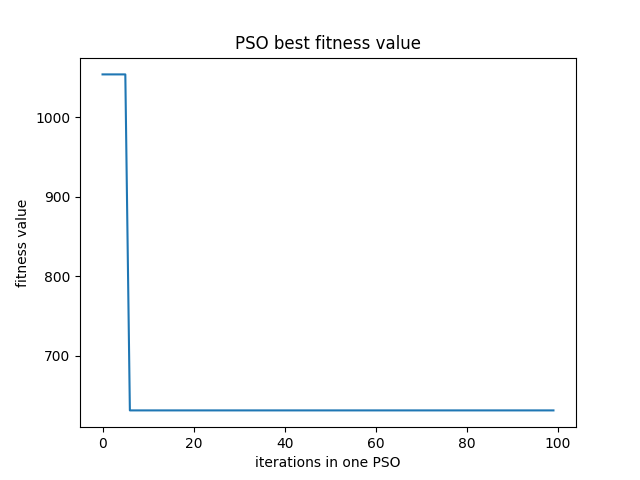 PSO best fitness value
1000
900
800
700
fitness value
0 20 40 60 80 100
iterations in one PSO